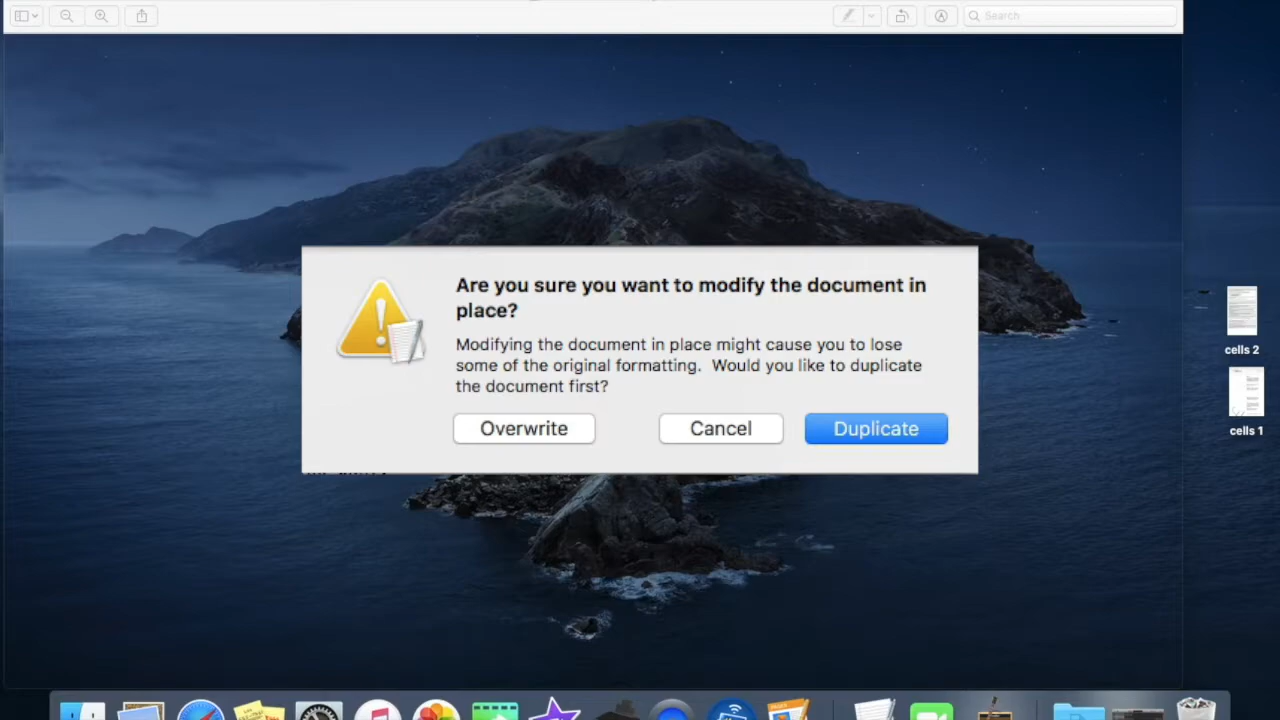 Search
Are you sure you want to modify the document in
place?
Modifying the document in place might cause you to lose
some of the original formatting.  Would you like to duplicate
the document first?
Overwrite
Cancel
Duplicate
cells 2
cells 1
PAGES